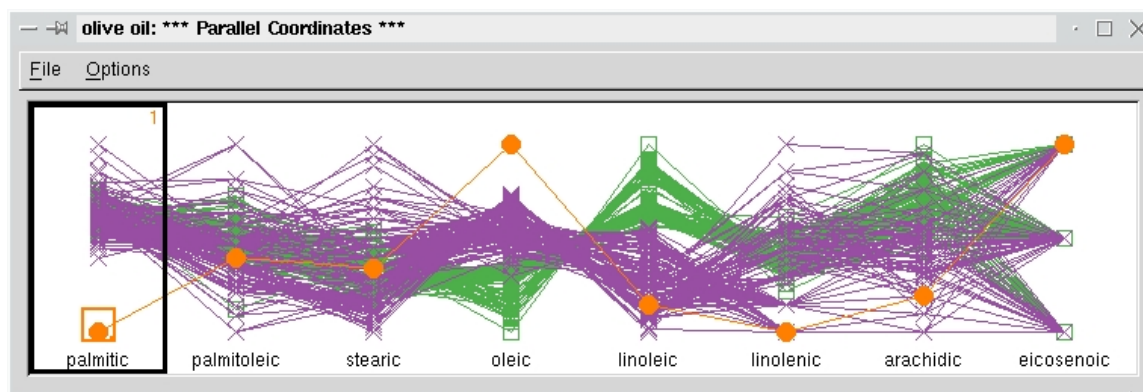 olive oil: *** Parallel Coordinates ***
File Options
1
palmitic palmitoleic stearic oleic linoleic linolenic arachidic eicosenoic